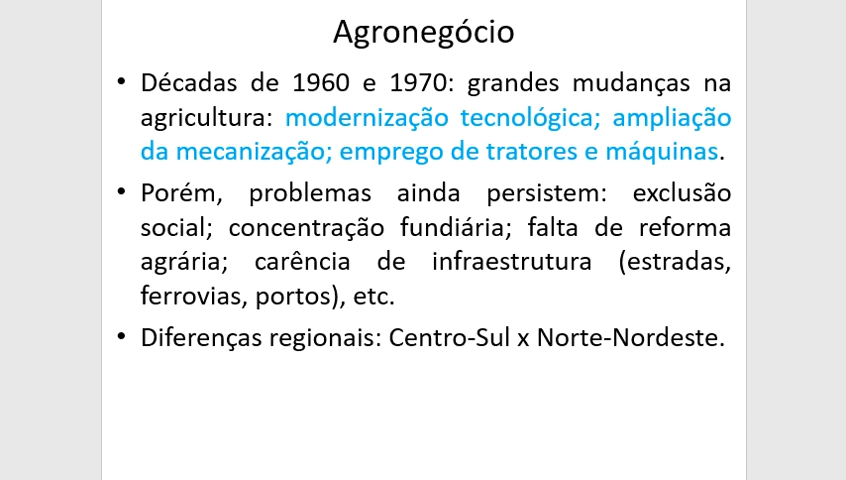 Agronegócio
• Décadas de 1960 e 1970: grandes mudanças na
agricultura: modernização tecnológica; ampliação
da mecanização; emprego de tratores e máquinas.
• Porém, problemas ainda persistem: exclusão
social; concentração fundiária; falta de reforma
agrária; carência de infraestrutura (estradas,
ferrovias, portos), etc.
• Diferenças regionais: Centro-Sul x Norte-Nordeste.